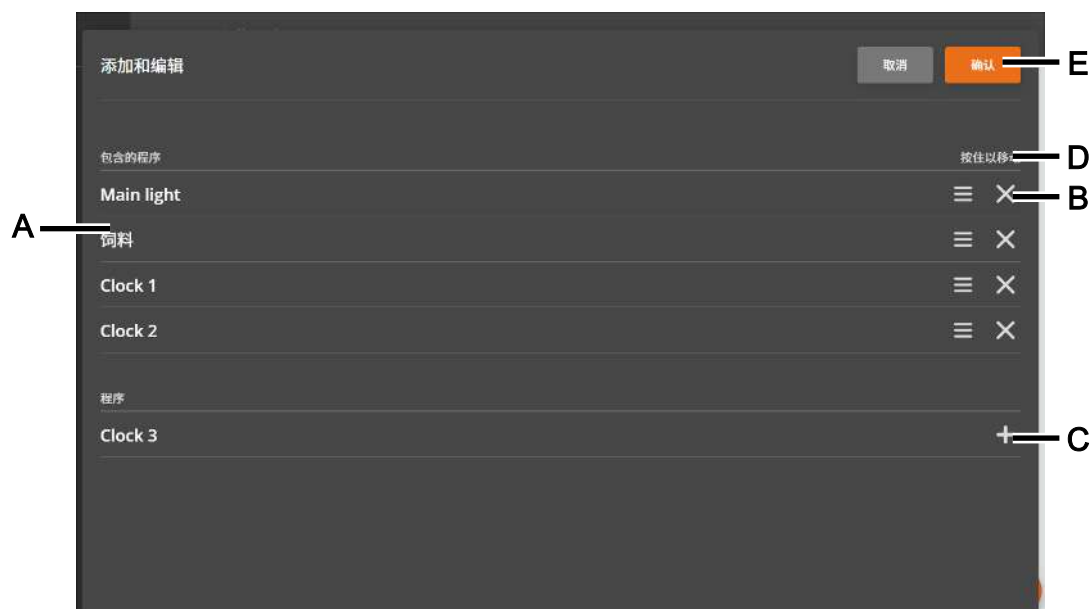 添加和编辑
取消
确认
E
包含的程序
按住以移
D
Main light
B
A
饲料
Clock 1
Clock 2
程序
Clock 3
C